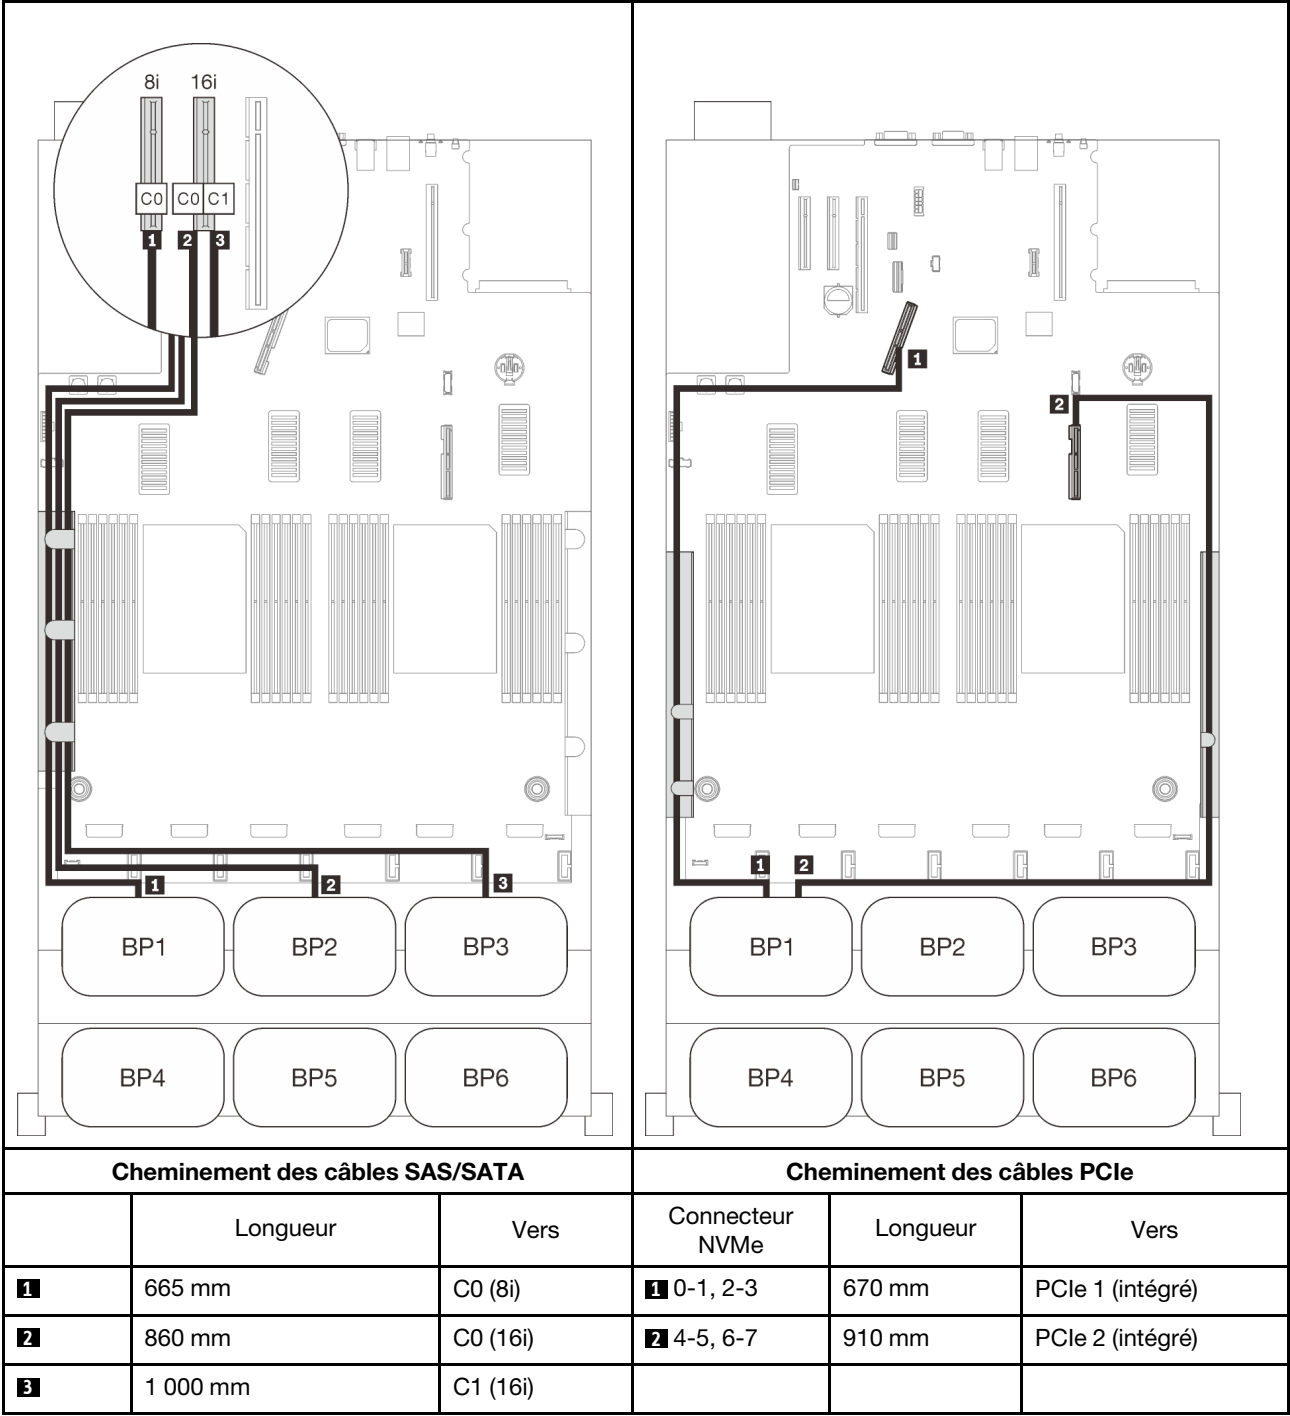 8i 16i
C0 C0 C1
1 2 3
1 2 3
BP1 BP2 BP3
BP4 BP5 BP6
1
2
1 2
BP1 BP2 BP3
BP4 BP5 BP6
Cheminement des câbles SAS/SATA
Cheminement des câbles PCIe
Longueur Vers
Connecteur NVMe Longueur Vers
1 665 mm C0 (8i)
1 0-1, 2-3 670 mm PCIe 1 (intégré)
2 860 mm C0 (16i)
2 4-5, 6-7 910 mm PCIe 2 (intégré)
3 1 000 mm C1 (16i)